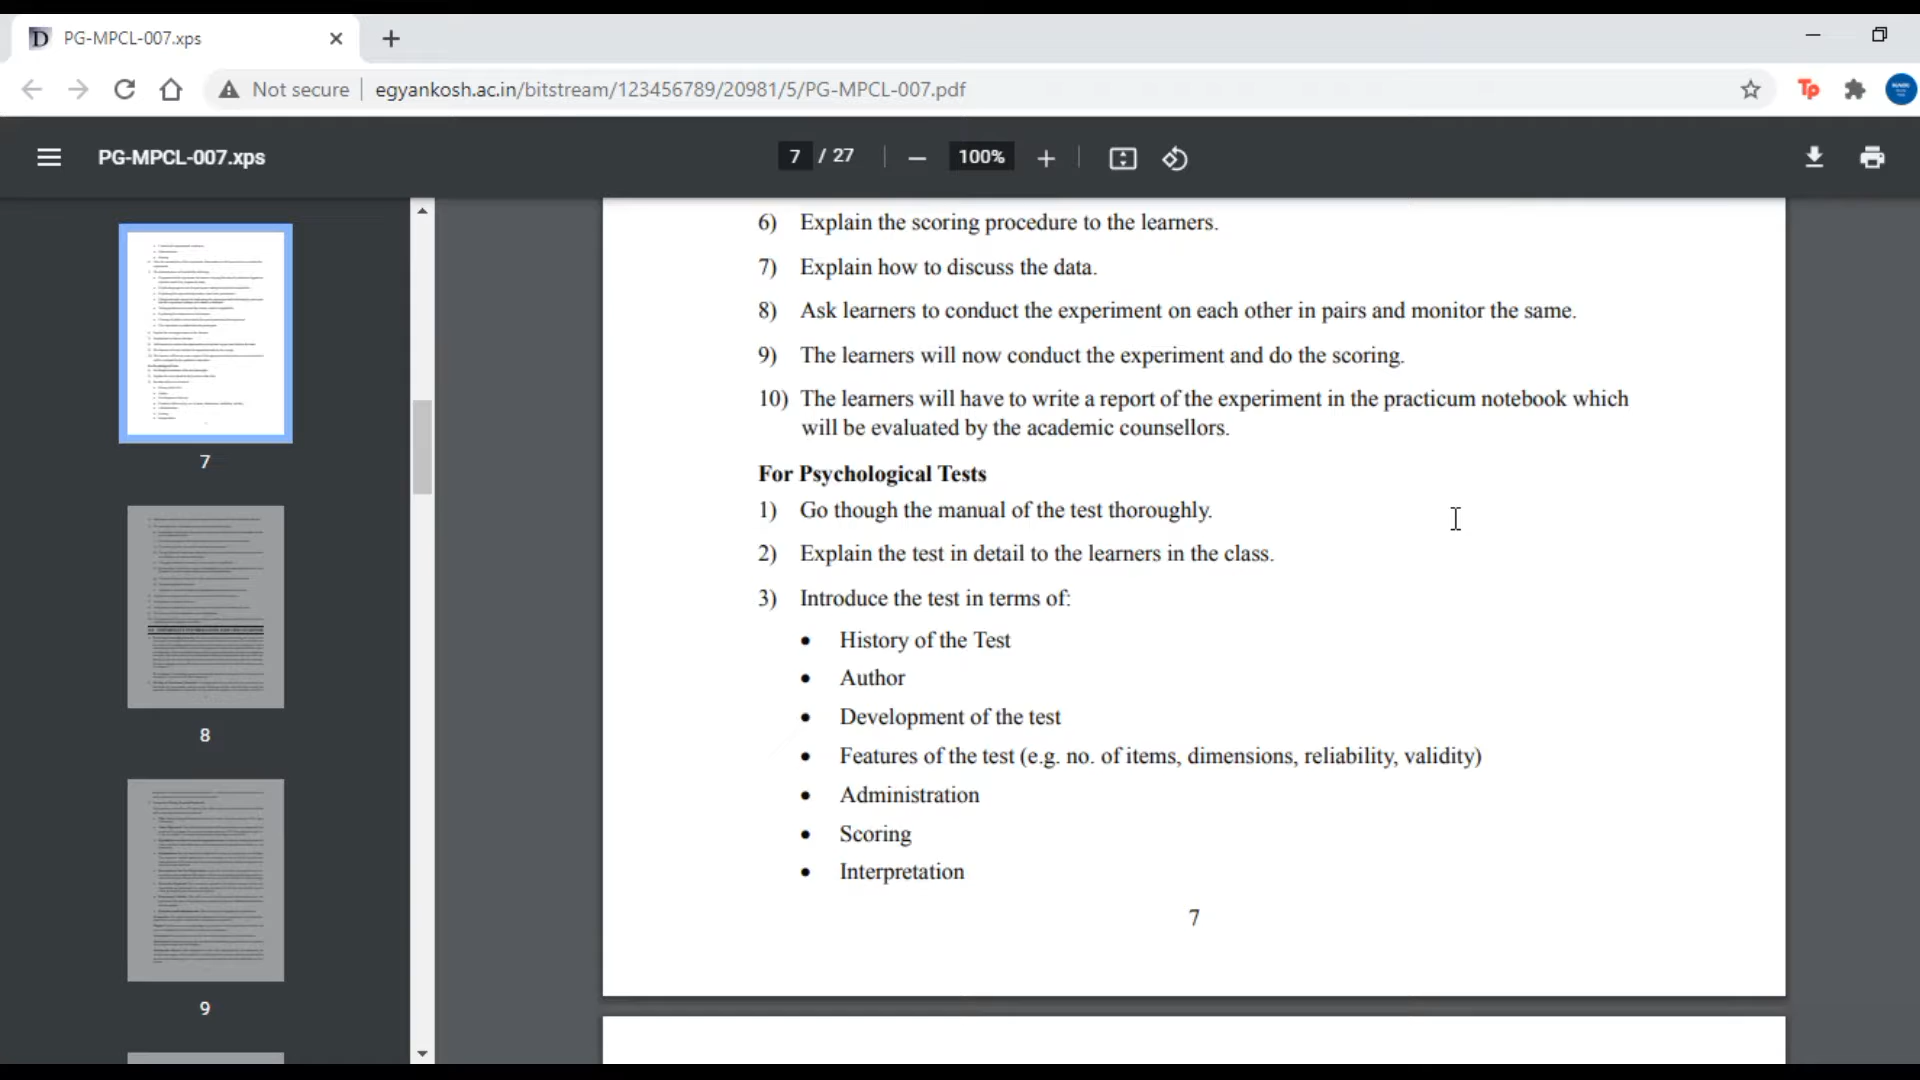 PG-MPCL-007.xps
Not secure
egyankosh.ac.in/bitstream/123456789/20981/5/PG-MPCL-007.pdf
Tp
PG-MPCL-007.xps
7 / 27
100%
6) Explain the scoring procedure to the learners.
7) Explain how to discuss the data.
8) Ask learners to conduct the experiment on each other in pairs and monitor the same.
9) The learners will now conduct the experiment and do the scoring.
10) The learners will have to write a report of the experiment in the practicum notebook which
will be evaluated by the academic counsellors.
For Psychological Tests
1) Go though the manual of the test thoroughly.
2) Explain the test in detail to the learners in the class.
3) Introduce the test in terms of:
• History of the Test
• Author
• Development of the test
• Features of the test (e.g. no. of items, dimensions, reliability, validity)
• Administration
• Scoring
• Interpretation
7
7
8
9